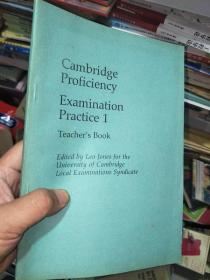 Cambridge
Proficiency
Examination
Practice 1
Teacher's Book
Edited by Leo Jones for the
University of Cambridge
Local Examinations Syndicate